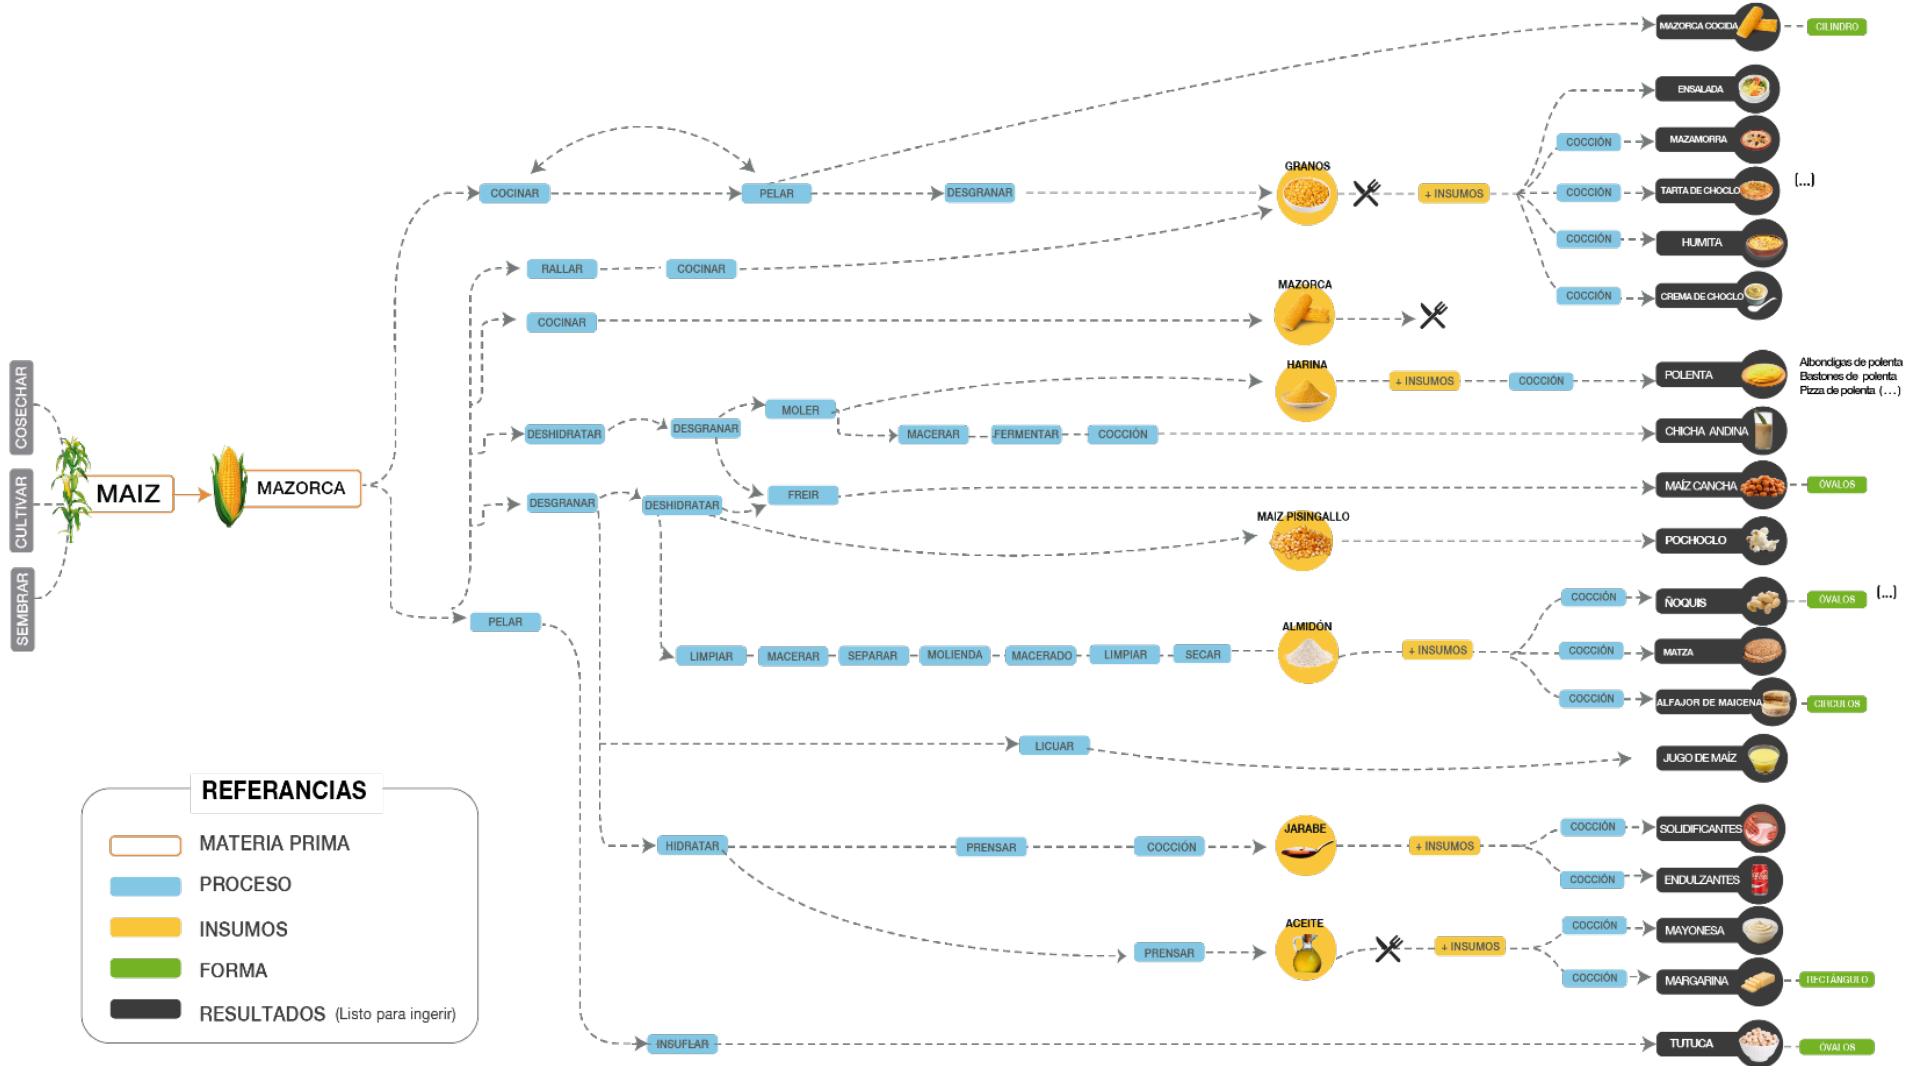 COSECHAR
CULTIVAR
SEMBRAR
MAIZ
MAZORCA
COCINAR
PELAR
DESGRANAR
GRANOS
+ INSUMOS
MAZORCA COCIDA
CILINDRO
ENSALADA
COCCIÓN
MAZAMORRA
COCCIÓN
TARTA DE CHOCLO
(...)
COCCIÓN
HUMITA
COCCIÓN
CREMA DE CHOCLO
RALLAR
COCINAR
COCINAR
MAZORCA
DESHIDRATAR
DESGRANAR
MOLER
HARINA
+ INSUMOS
COCCIÓN
POLENTA
Albondigas de polenta
Bastones de polenta
Pizza de polenta (...)
MACERAR
FERMENTAR
COCCIÓN
CHICHA ANDINA
DESGRANAR
DESHIDRATAR
FREIR
MAÍZ CANCHA
ÓVALOS
MAIZ PISINGALLO
POCHOCLO
PELAR
LIMPIAR
MACERAR
SEPARAR
MOLIENDA
MACERADO
LIMPIAR
SECAR
ALMIDÓN
+ INSUMOS
COCCIÓN
ÑOQUIS
ÓVALOS
(...)
COCCIÓN
MATZA
COCCIÓN
ALFAJOR DE MAICENA
CIRCULOS
LICUAR
JUGO DE MAÍZ
HIDRATAR
PRENSAR
COCCIÓN
JARABE
+ INSUMOS
COCCIÓN
SOLIDIFICANTES
COCCIÓN
ENDULZANTES
PRENSAR
ACEITE
+ INSUMOS
COCCIÓN
MAYONESA
COCCIÓN
MARGARINA
RECTÁNGULO
INSUFLAR
TUTUCA
ÓVALOS
REFERANCIAS
MATERIA PRIMA
PROCESO
INSUMOS
FORMA
RESULTADOS (Listo para ingerir)